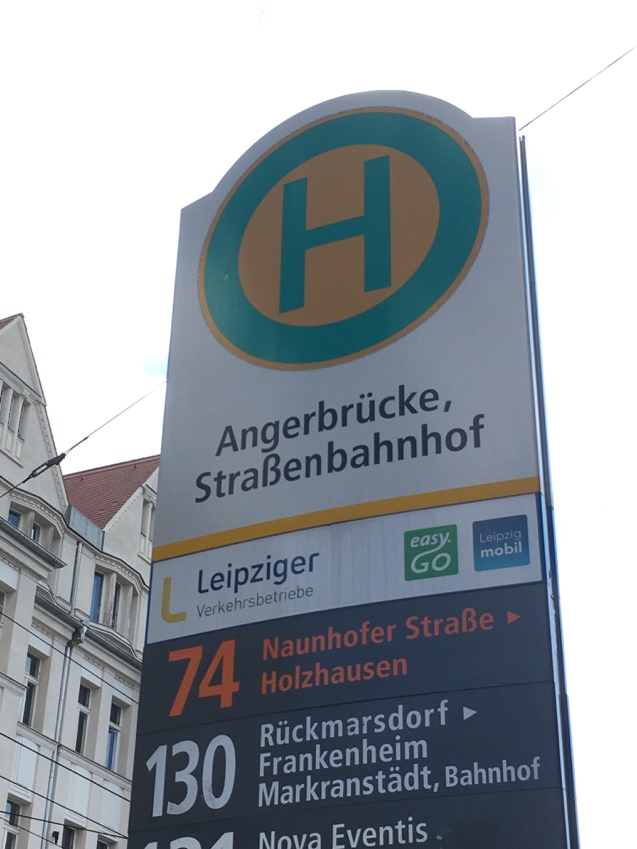 H
Angerbrücke,
Straßenbahnhof
Leipziger
Verkehrsbetriebe
easy.
GO
Leipzig
mobil
74
Naunhofer Straße ▸
Holzhausen
130
Rückmarsdorf ▸
Frankenheim
Markranstädt, Bahnhof
Nova Eventis